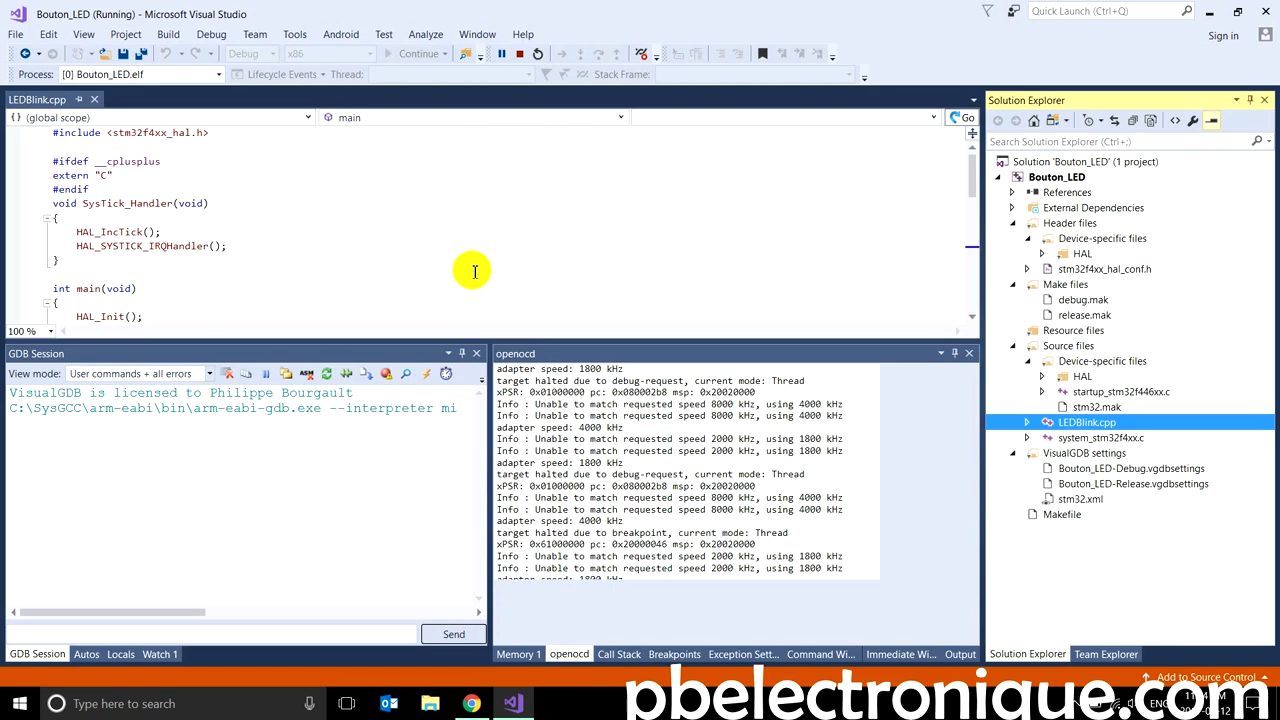 Bouton_LED (Running) - Microsoft Visual Studio
Quick Launch (Ctrl+Q)
File Edit View Project Build Debug Team Tools Android Test Analyze Window Help
Sign in
Debug x86 Continue
Process: [0] Bouton_LED.elf Lifecycle Events Thread: Stack Frame:
LEDBlink.cpp
(global scope) main Go
#include <stm32f4xx_hal.h>
#ifdef __cplusplus
extern "C"
#endif
void SysTick_Handler(void)
{
HAL_IncTick();
HAL_SYSTICK_IRQHandler();
}
int main(void)
{
HAL_Init();
100 %
GDB Session
View mode: User commands + all errors
VisualGDB is licensed to Philippe Bourgault
C:\SysGCC\arm-eabi\bin\arm-eabi-gdb.exe --interpreter mi
Send
GDB Session Autos Locals Watch 1
openocd
adapter speed: 1800 kHz
target halted due to debug-request, current mode: Thread
xPSR: 0x01000000 pc: 0x080002b8 msp: 0x20020000
Info : Unable to match requested speed 8000 kHz, using 4000 kHz
Info : Unable to match requested speed 8000 kHz, using 4000 kHz
adapter speed: 4000 kHz
Info : Unable to match requested speed 2000 kHz, using 1800 kHz
Info : Unable to match requested speed 2000 kHz, using 1800 kHz
adapter speed: 1800 kHz
target halted due to debug-request, current mode: Thread
xPSR: 0x01000000 pc: 0x080002b8 msp: 0x20020000
Info : Unable to match requested speed 8000 kHz, using 4000 kHz
Info : Unable to match requested speed 8000 kHz, using 4000 kHz
adapter speed: 4000 kHz
target halted due to breakpoint, current mode: Thread
xPSR: 0x61000000 pc: 0x20000046 msp: 0x20020000
Info : Unable to match requested speed 2000 kHz, using 1800 kHz
Info : Unable to match requested speed 2000 kHz, using 1800 kHz
adapter speed: 1800 kHz
Memory 1 openocd Call Stack Breakpoints Exception Sett... Command Wi... Immediate Wi... Output
Solution Explorer
Search Solution Explorer (Ctrl+;)
Solution 'Bouton_LED' (1 project)
Bouton_LED
References
External Dependencies
Header files
Device-specific files
HAL
stm32f4xx_hal_conf.h
Make files
debug.mak
release.mak
Resource files
Source files
Device-specific files
HAL
startup_stm32f446xx.c
stm32.mak
LEDBlink.cpp
system_stm32f4xx.c
VisualGDB settings
Bouton_LED-Debug.vgdbsettings
Bouton_LED-Release.vgdbsettings
stm32.xml
Makefile
Solution Explorer Team Explorer
Add to Source Control
Type here to search
pbelectronique.com